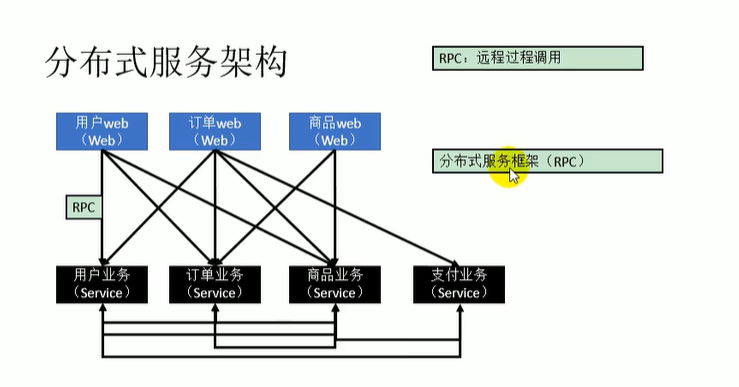 分布式服务架构
RPC：远程过程调用
用户web
（Web）
订单web
（Web）
商品web
（Web）
分布式服务框架（RPC）
RPC
用户业务
（Service）
订单业务
（Service）
商品业务
（Service）
支付业务
（Service）